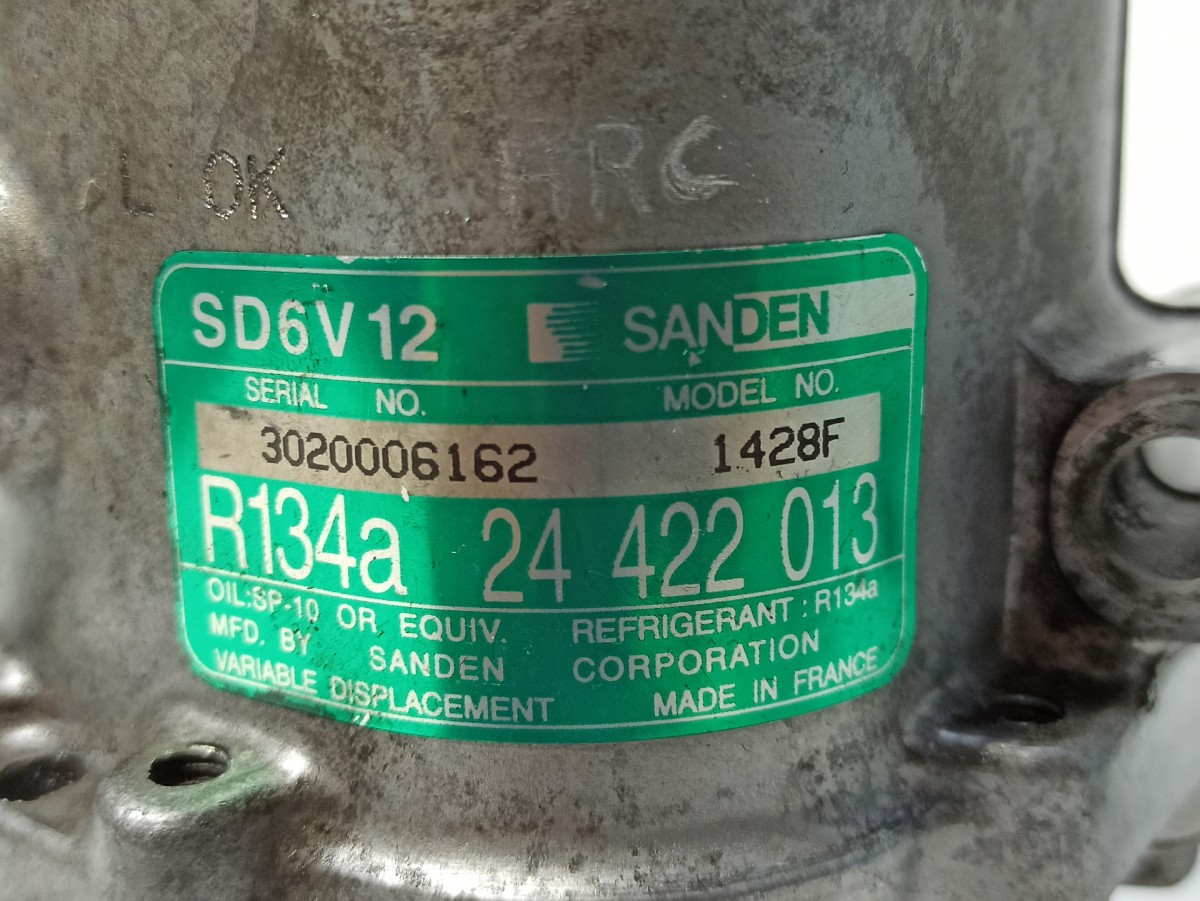 L OK
HRC
SD6V12 SANDEN
SERIAL NO. MODEL NO.
3020006162 1428F
R134a 24 422 013
OIL:SP-10 OR EQUIV. REFRIGERANT : R134a
MFD. BY SANDEN CORPORATION
VARIABLE DISPLACEMENT MADE IN FRANCE